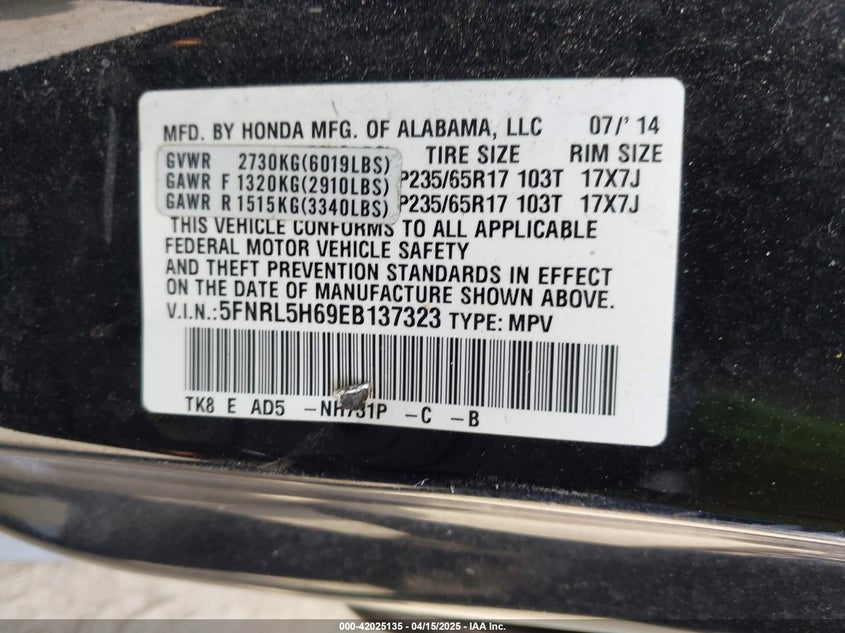 MFD. BY HONDA MFG. OF ALABAMA, LLC 07/' 14
GVWR 2730KG(6019LBS) TIRE SIZE RIM SIZE
GAWR F 1320KG(2910LBS) P235/65R17 103T 17X7J
GAWR R 1515KG(3340LBS) P235/65R17 103T 17X7J
THIS VEHICLE CONFORMS TO ALL APPLICABLE
FEDERAL MOTOR VEHICLE SAFETY
AND THEFT PREVENTION STANDARDS IN EFFECT
ON THE DATE OF MANUFACTURE SHOWN ABOVE.
V.I.N.:5FNRL5H69EB137323 TYPE: MPV
TK8 E AD5 -NH731P -C -B
000-42025135 - 04/15/2025 - IAA Inc.